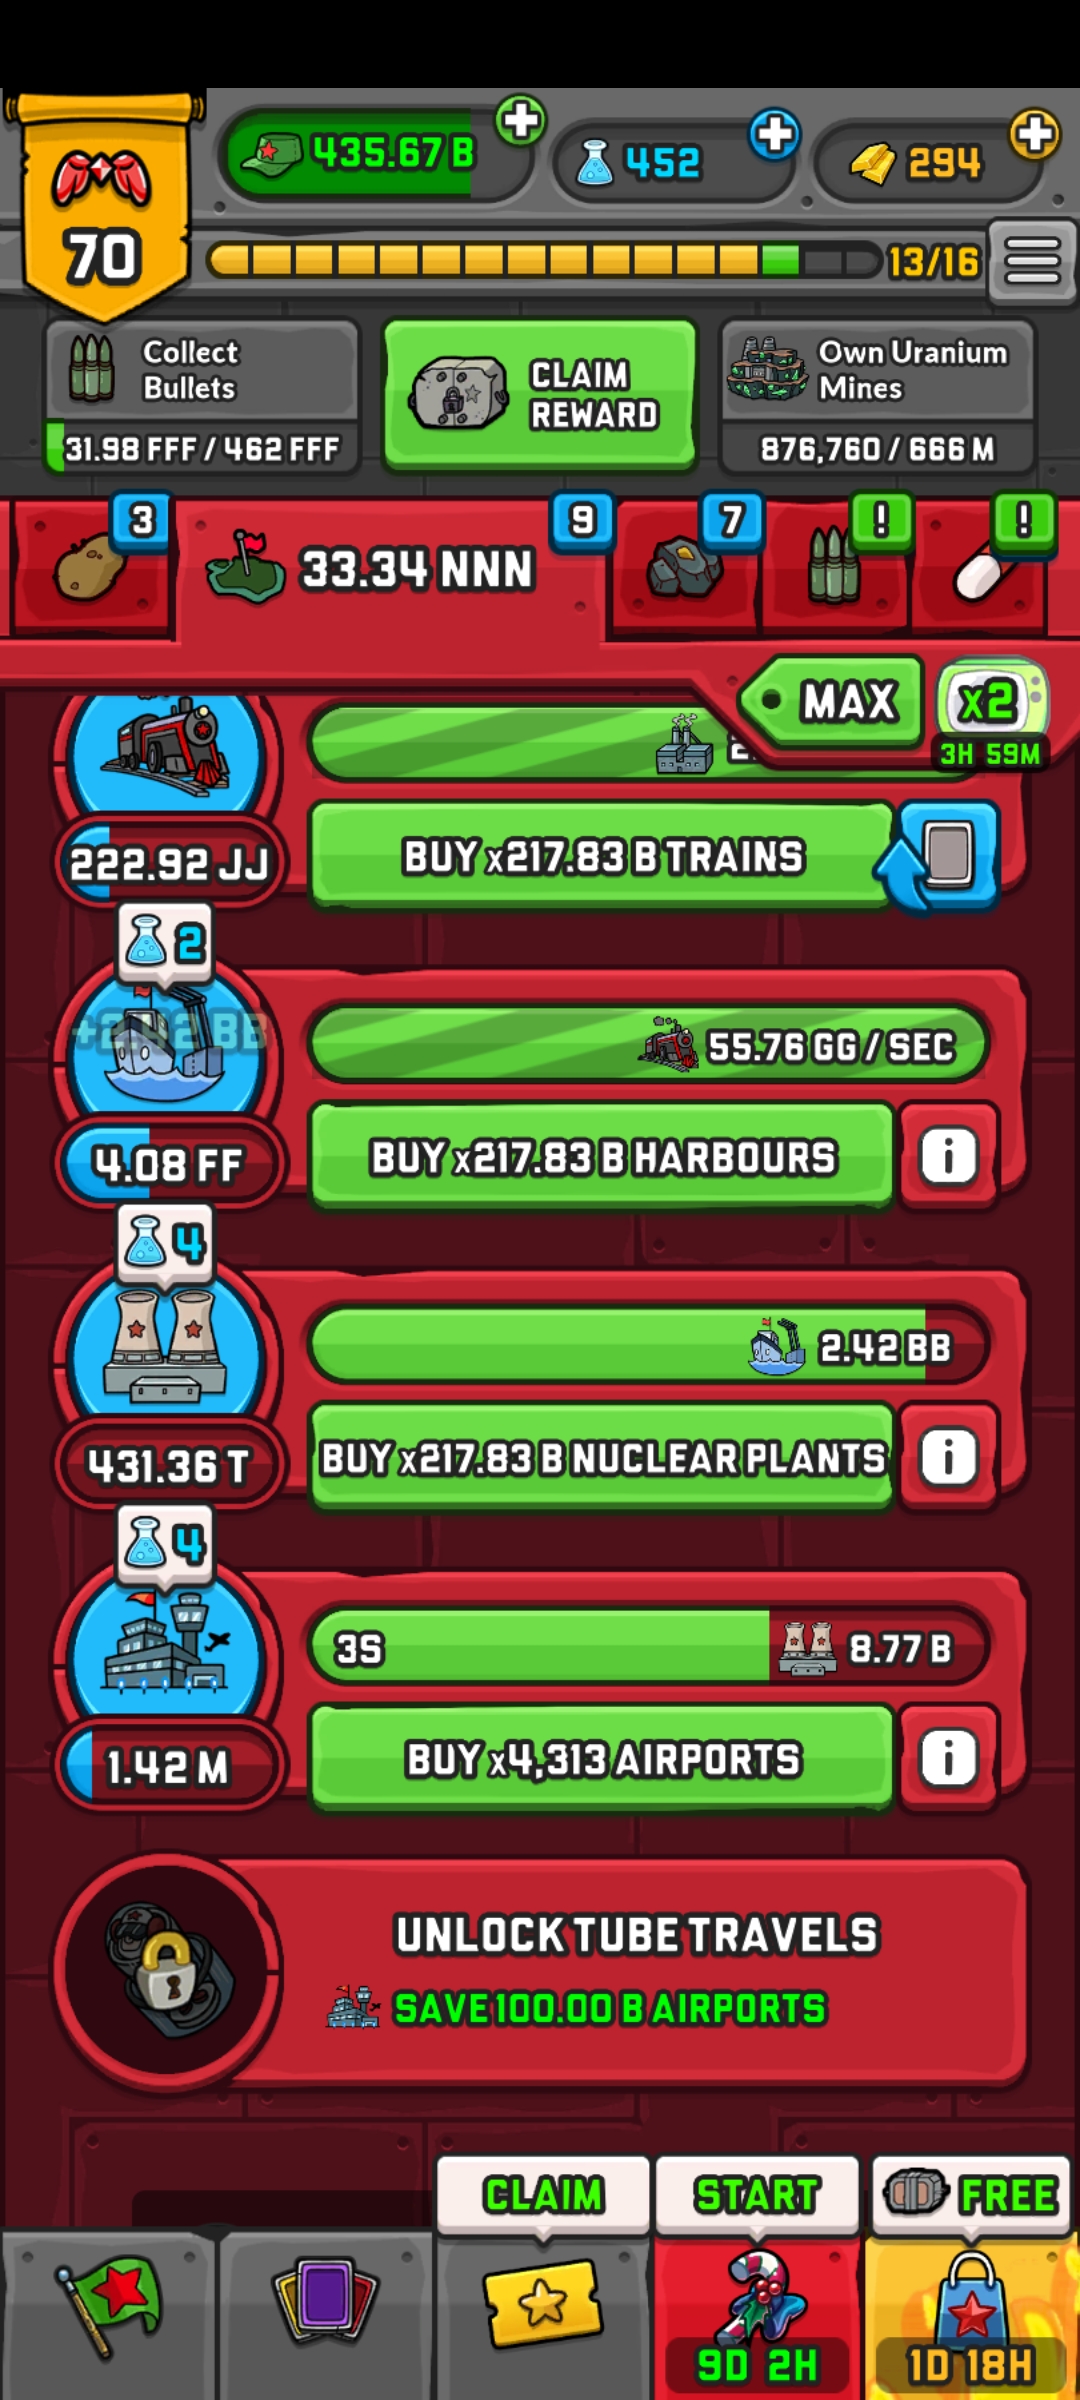 435.67 B
452
294
70
13/16
Collect
Bullets
31.98 FFF / 462 FFF
CLAIM
REWARD
Own Uranium
Mines
876,760 / 666 M
3
33.34 NNN
9
7
!
!
MAX
x2
3H 59M
222.92 JJ
BUY x217.83 B TRAINS
2
+2.42 BB
55.76 GG / SEC
4.08 FF
BUY x217.83 B HARBOURS
i
4
2.42 BB
431.36 T
BUY x217.83 B NUCLEAR PLANTS
i
4
3S
8.77 B
1.42 M
BUY x4,313 AIRPORTS
i
UNLOCK TUBE TRAVELS
SAVE 100.00 B AIRPORTS
CLAIM
START
FREE
9D 2H
1D 18H